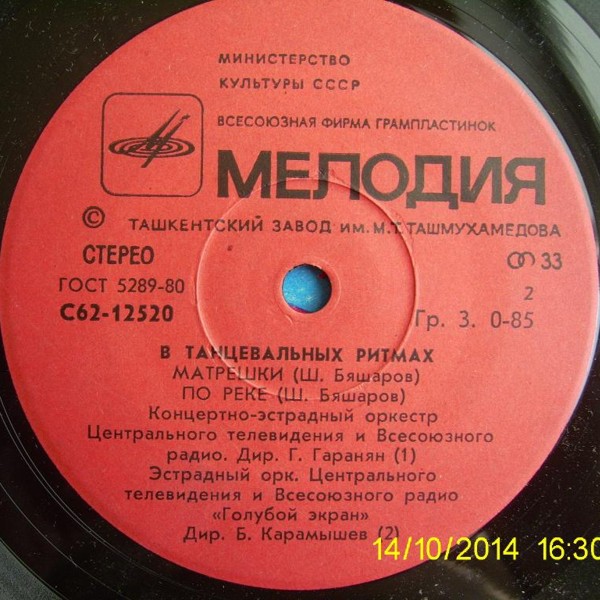 МИНИСТЕРСТВО
КУЛЬТУРЫ СССР
ВСЕСОЮЗНАЯ ФИРМА ГРАМПЛАСТИНОК
МЕЛОДИЯ
© ТАШКЕНТСКИЙ ЗАВОД ИМ. М.Т. ТАШМУХАМЕДОВА
СТЕРЕО
33
ГОСТ 5289-80
2
С62-12520
Гр. 3. 0-85
В ТАНЦЕВАЛЬНЫХ РИТМАХ
МАТРЕШКИ (Ш. Бяшаров)
ПО РЕКЕ (Ш. Бяшаров)
Концертно-эстрадный оркестр
Центрального телевидения и Всесоюзного
радио. Дир. Г. Гаранян (1)
Эстрадный орк. Центрального
телевидения и Всесоюзного радио
«Голубой экран»
Дир. Б. Карамышев (2)
14/10/2014 16:30